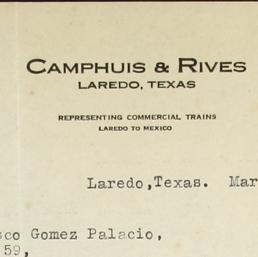 CAMPHUIS & RIVES
LAREDO, TEXAS
REPRESENTING COMMERCIAL TRAINS
LAREDO TO MEXICO
Laredo,Texas. Mar
sco Gomez Palacio,
59,